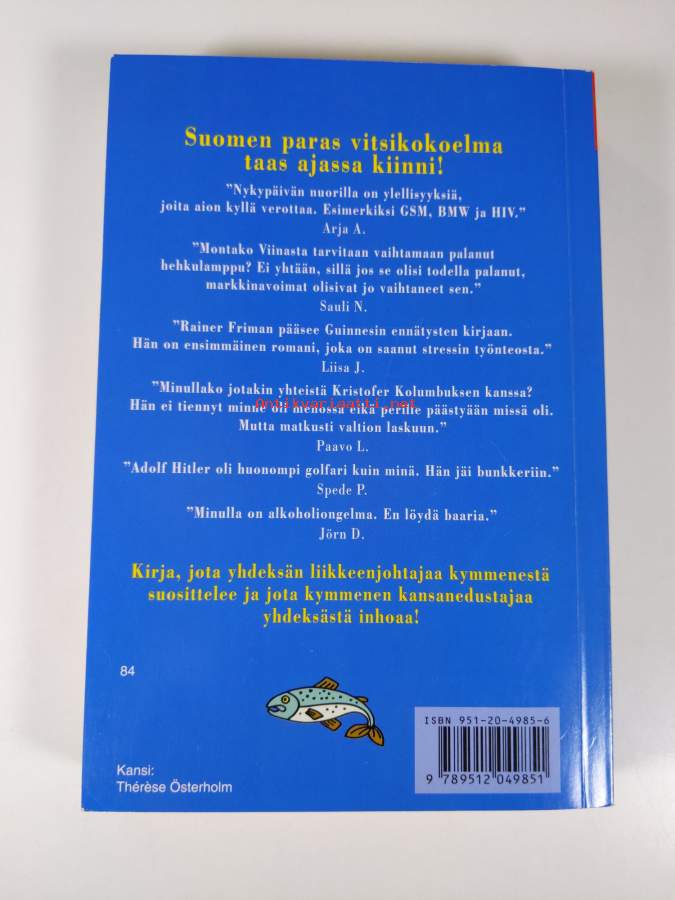 Suomen paras vitsikokoelma
taas ajassa kiinni!
”Nykypäivän nuorilla on ylellisyyksiä,
joita aion kyllä verottaa. Esimerkiksi GSM, BMW ja HIV.”
Arja A.
”Montako Viinasta tarvitaan vaihtamaan palanut
hehkulamppu? Ei yhtään, sillä jos se olisi todella palanut,
markkinavoimat olisivat jo vaihtaneet sen.”
Sauli N.
”Rainer Friman pääsee Guinnesin ennätysten kirjaan.
Hän on ensimmäinen romani, joka on saanut stressin työnteosta.”
Liisa J.
”Minullako jotakin yhteistä Kristofer Kolumbuksen kanssa?
Hän ei tiennyt minne oli menossa eikä perille päästyään missä oli.
Antikvariaatti.net
Mutta matkusti valtion laskuun.”
Paavo L.
”Adolf Hitler oli huonompi golfari kuin minä. Hän jäi bunkkeriin.”
Spede P.
”Minulla on alkoholiongelma. En löydä baaria.”
Jörn D.
Kirja, jota yhdeksän liikkeenjohtajaa kymmenestä
suosittelee ja jota kymmenen kansanedustajaa
yhdeksästä inhoaa!
84
ISBN 951-20-4985-6
9 789512 049851
Kansi:
Thérèse Österholm